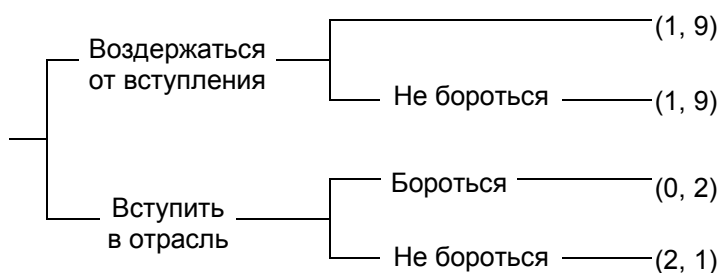 (1, 9)
Воздержаться
от вступления
Не бороться
(1, 9)
Бороться
(0, 2)
Вступить
в отрасль
Не бороться
(2, 1)